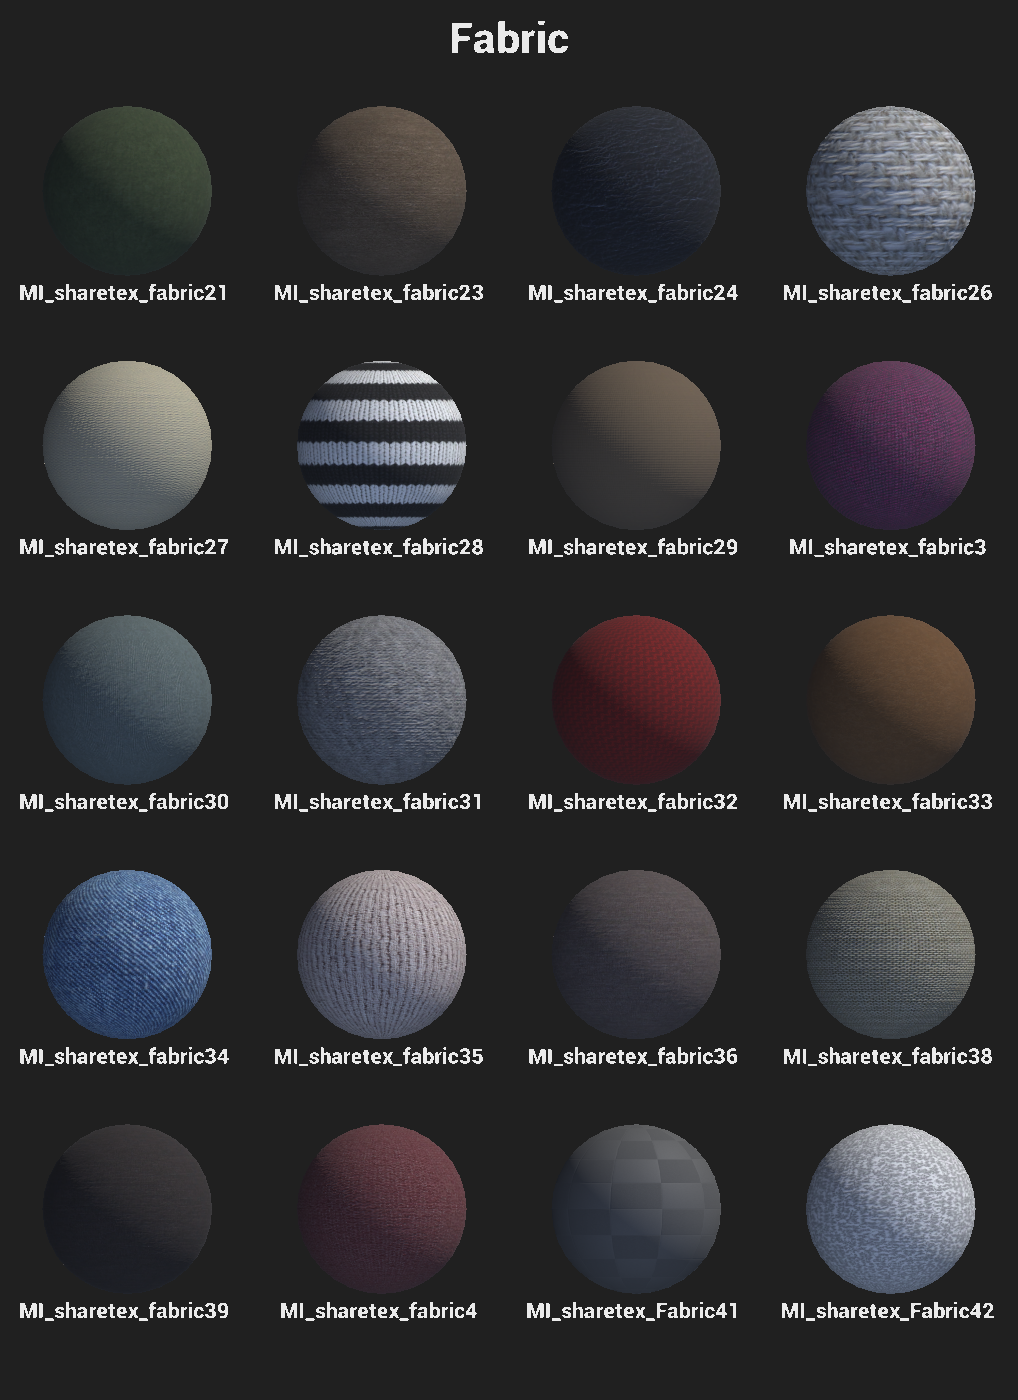 Fabric
MI_sharetex_fabric21 MI_sharetex_fabric23 MI_sharetex_fabric24 MI_sharetex_fabric26
MI_sharetex_fabric27 MI_sharetex_fabric28 MI_sharetex_fabric29 MI_sharetex_fabric3
MI_sharetex_fabric30 MI_sharetex_fabric31 MI_sharetex_fabric32 MI_sharetex_fabric33
MI_sharetex_fabric34 MI_sharetex_fabric35 MI_sharetex_fabric36 MI_sharetex_fabric38
MI_sharetex_fabric39 MI_sharetex_fabric4 MI_sharetex_Fabric41 MI_sharetex_Fabric42